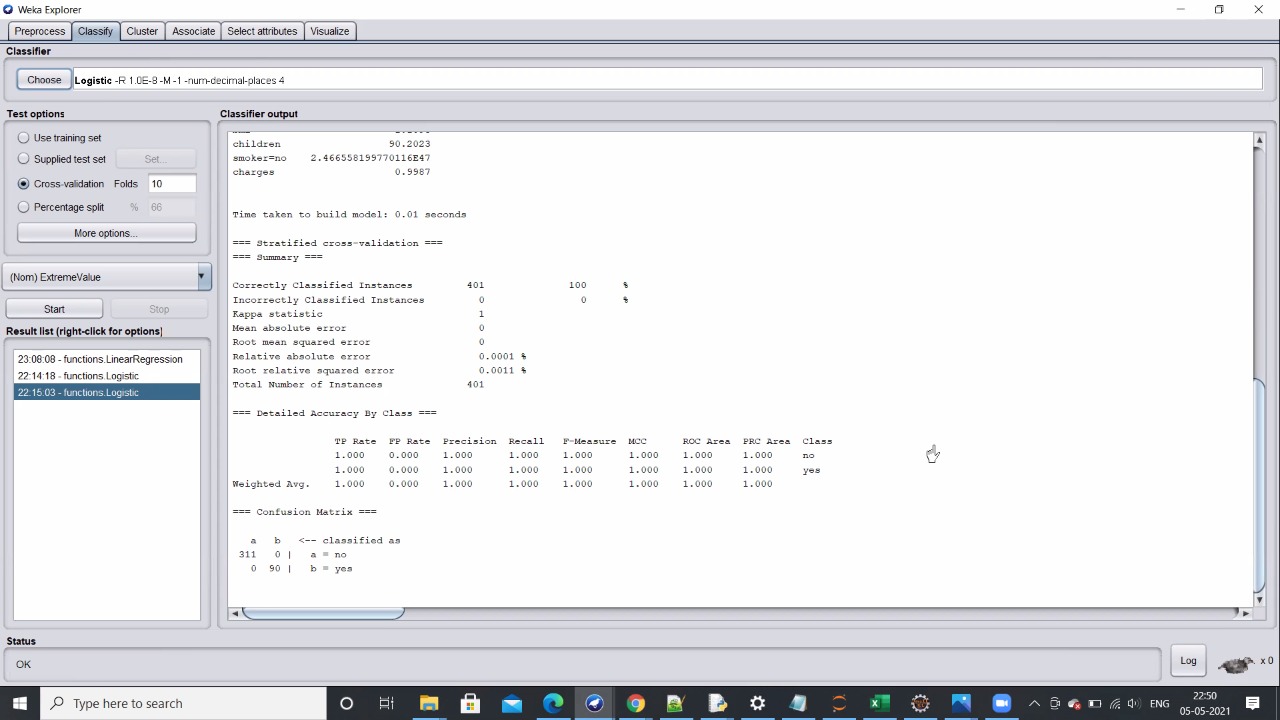 Weka Explorer
Preprocess Classify Cluster Associate Select attributes Visualize
Classifier
Choose Logistic -R 1.0E-8 -M -1 -num-decimal-places 4
Test options
Use training set
Supplied test set Set...
Cross-validation Folds 10
Percentage split % 66
More options...
(Nom) ExtremeValue
Start Stop
Result list (right-click for options)
23:08:08 - functions.LinearRegression
22:14:18 - functions.Logistic
22:15:03 - functions.Logistic
Classifier output
children 90.2023
smoker=no 2.466558199770116E47
charges 0.9987
Time taken to build model: 0.01 seconds
=== Stratified cross-validation ===
=== Summary ===
Correctly Classified Instances 401 100 %
Incorrectly Classified Instances 0 0 %
Kappa statistic 1
Mean absolute error 0
Root mean squared error 0
Relative absolute error 0.0001 %
Root relative squared error 0.0011 %
Total Number of Instances 401
=== Detailed Accuracy By Class ===
TP Rate FP Rate Precision Recall F-Measure MCC ROC Area PRC Area Class
1.000 0.000 1.000 1.000 1.000 1.000 1.000 1.000 no
1.000 0.000 1.000 1.000 1.000 1.000 1.000 1.000 yes
Weighted Avg. 1.000 0.000 1.000 1.000 1.000 1.000 1.000 1.000
=== Confusion Matrix ===
a b <-- classified as
311 0 | a = no
0 90 | b = yes
Status
OK
Log
x 0
Type here to search
ENG
22:50
05-05-2021